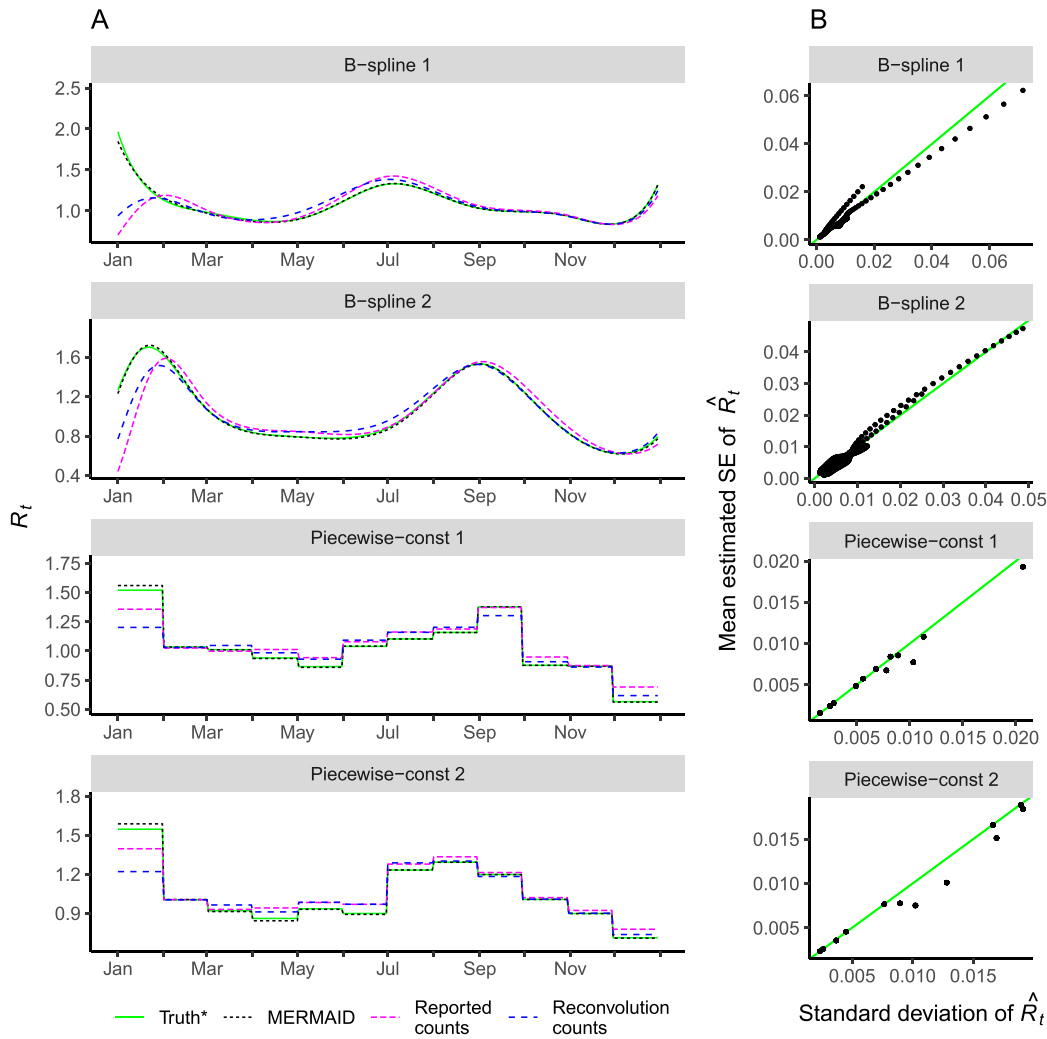 A
B−spline 1
2.5
2.0
1.5
1.0
Jan Mar May Jul Sep Nov
B−spline 2
1.6
1.2
0.8
0.4
Jan Mar May Jul Sep Nov
Piecewise−const 1
1.75
1.50
1.25
1.00
0.75
0.50
Jan Mar May Jul Sep Nov
Piecewise−const 2
1.8
1.5
1.2
0.9
Jan Mar May Jul Sep Nov
R_t
Truth*
MERMAID
Reported
counts
Reconvolution
counts
B
B−spline 1
0.06
0.04
0.02
0.00
0.00 0.02 0.04 0.06
B−spline 2
0.04
0.03
0.02
0.01
0.00
0.00 0.01 0.02 0.03 0.04 0.05
Piecewise−const 1
0.020
0.015
0.010
0.005
0.005 0.010 0.015 0.020
Piecewise−const 2
0.015
0.010
0.005
0.005 0.010 0.015
Mean estimated SE of R̂_t
Standard deviation of R̂_t